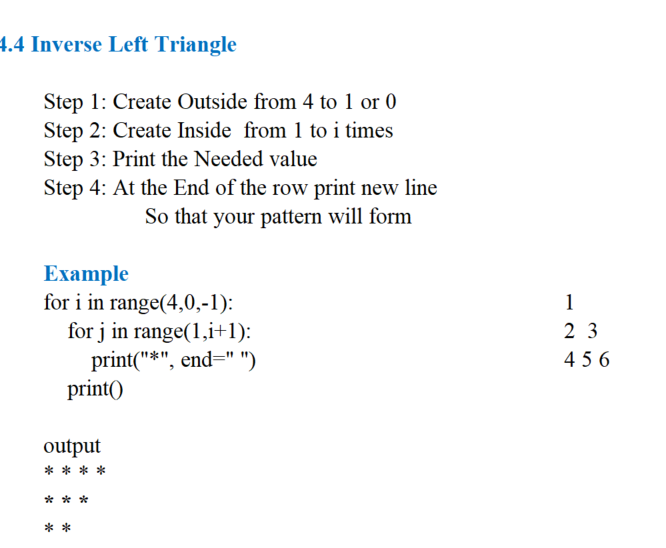 4.4 Inverse Left Triangle
Step 1: Create Outside from 4 to 1 or 0
Step 2: Create Inside  from 1 to i times
Step 3: Print the Needed value
Step 4: At the End of the row print new line
So that your pattern will form
Example
for i in range(4,0,-1):
for j in range(1,i+1):
print("*", end=" ")
print()
1
2  3
4 5 6
output
* * * *
* * *
* *